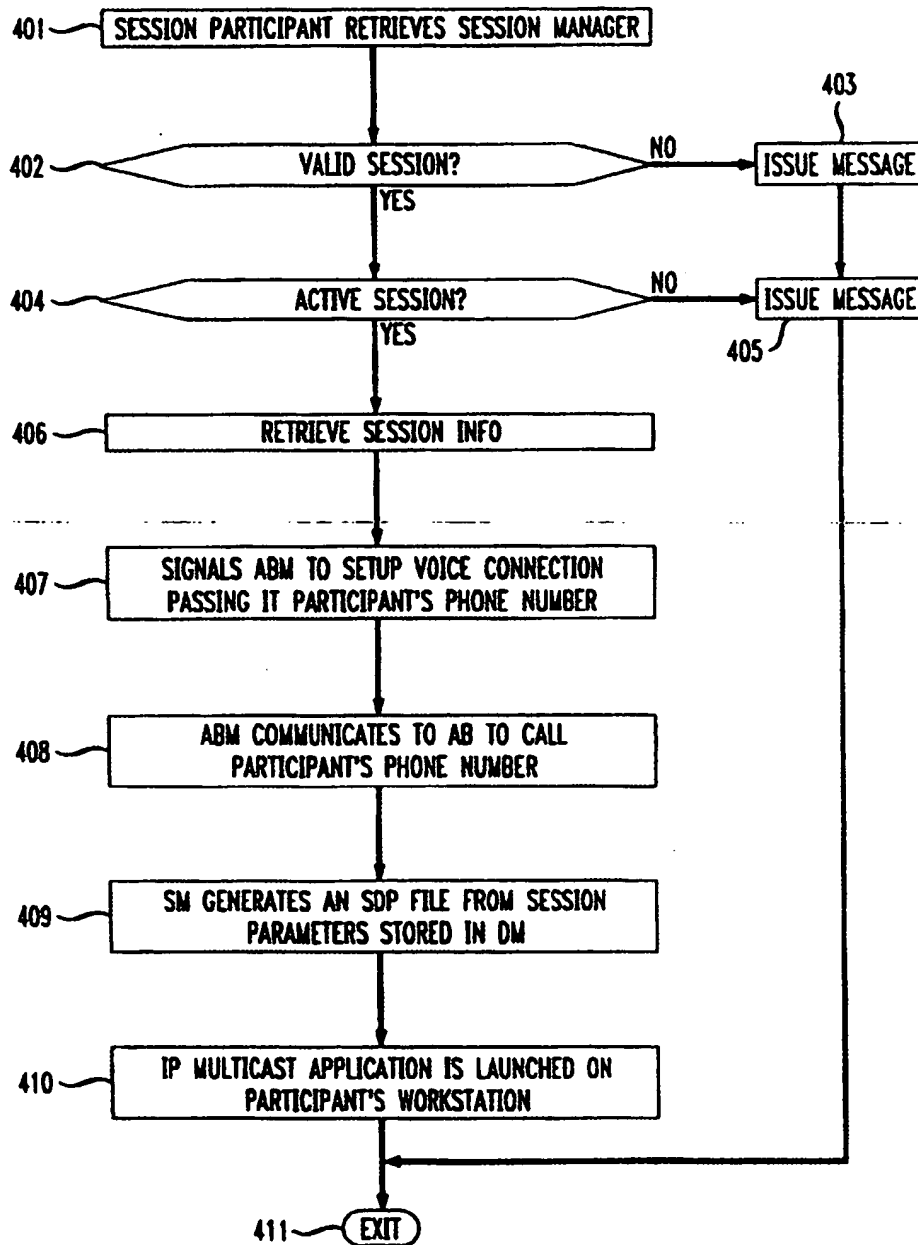 401 SESSION PARTICIPANT RETRIEVES SESSION MANAGER
403
402 VALID SESSION? NO ISSUE MESSAGE
YES
404 ACTIVE SESSION? NO ISSUE MESSAGE
YES
405
406 RETRIEVE SESSION INFO
407 SIGNALS ABM TO SETUP VOICE CONNECTION
PASSING IT PARTICIPANT'S PHONE NUMBER
408 ABM COMMUNICATES TO AB TO CALL
PARTICIPANT'S PHONE NUMBER
409 SM GENERATES AN SDP FILE FROM SESSION
PARAMETERS STORED IN DM
410 IP MULTICAST APPLICATION IS LAUNCHED ON
PARTICIPANT'S WORKSTATION
411 EXIT